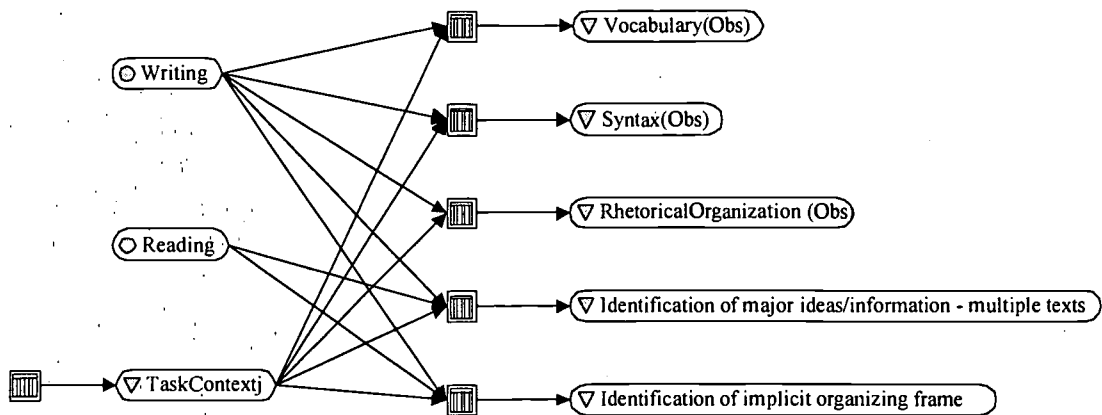 Vocabulary(Obs)
Writing
Syntax(Obs)
RhetoricalOrganization (Obs)
Reading
Identification of major ideas/information - multiple texts
TaskContextj
Identification of implicit organizing frame